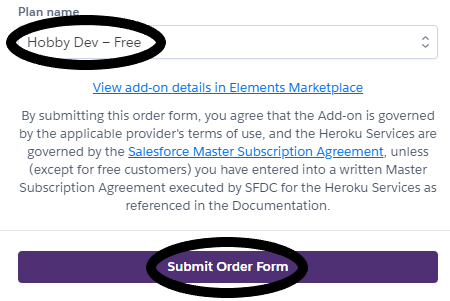 Plan name
Hobby Dev – Free
View add-on details in Elements Marketplace
By submitting this order form, you agree that the Add-on is governed
by the applicable provider's terms of use, and the Heroku Services are
governed by the Salesforce Master Subscription Agreement, unless
(except for free customers) you have entered into a written Master
Subscription Agreement executed by SFDC for the Heroku Services as
referenced in the Documentation.
Submit Order Form